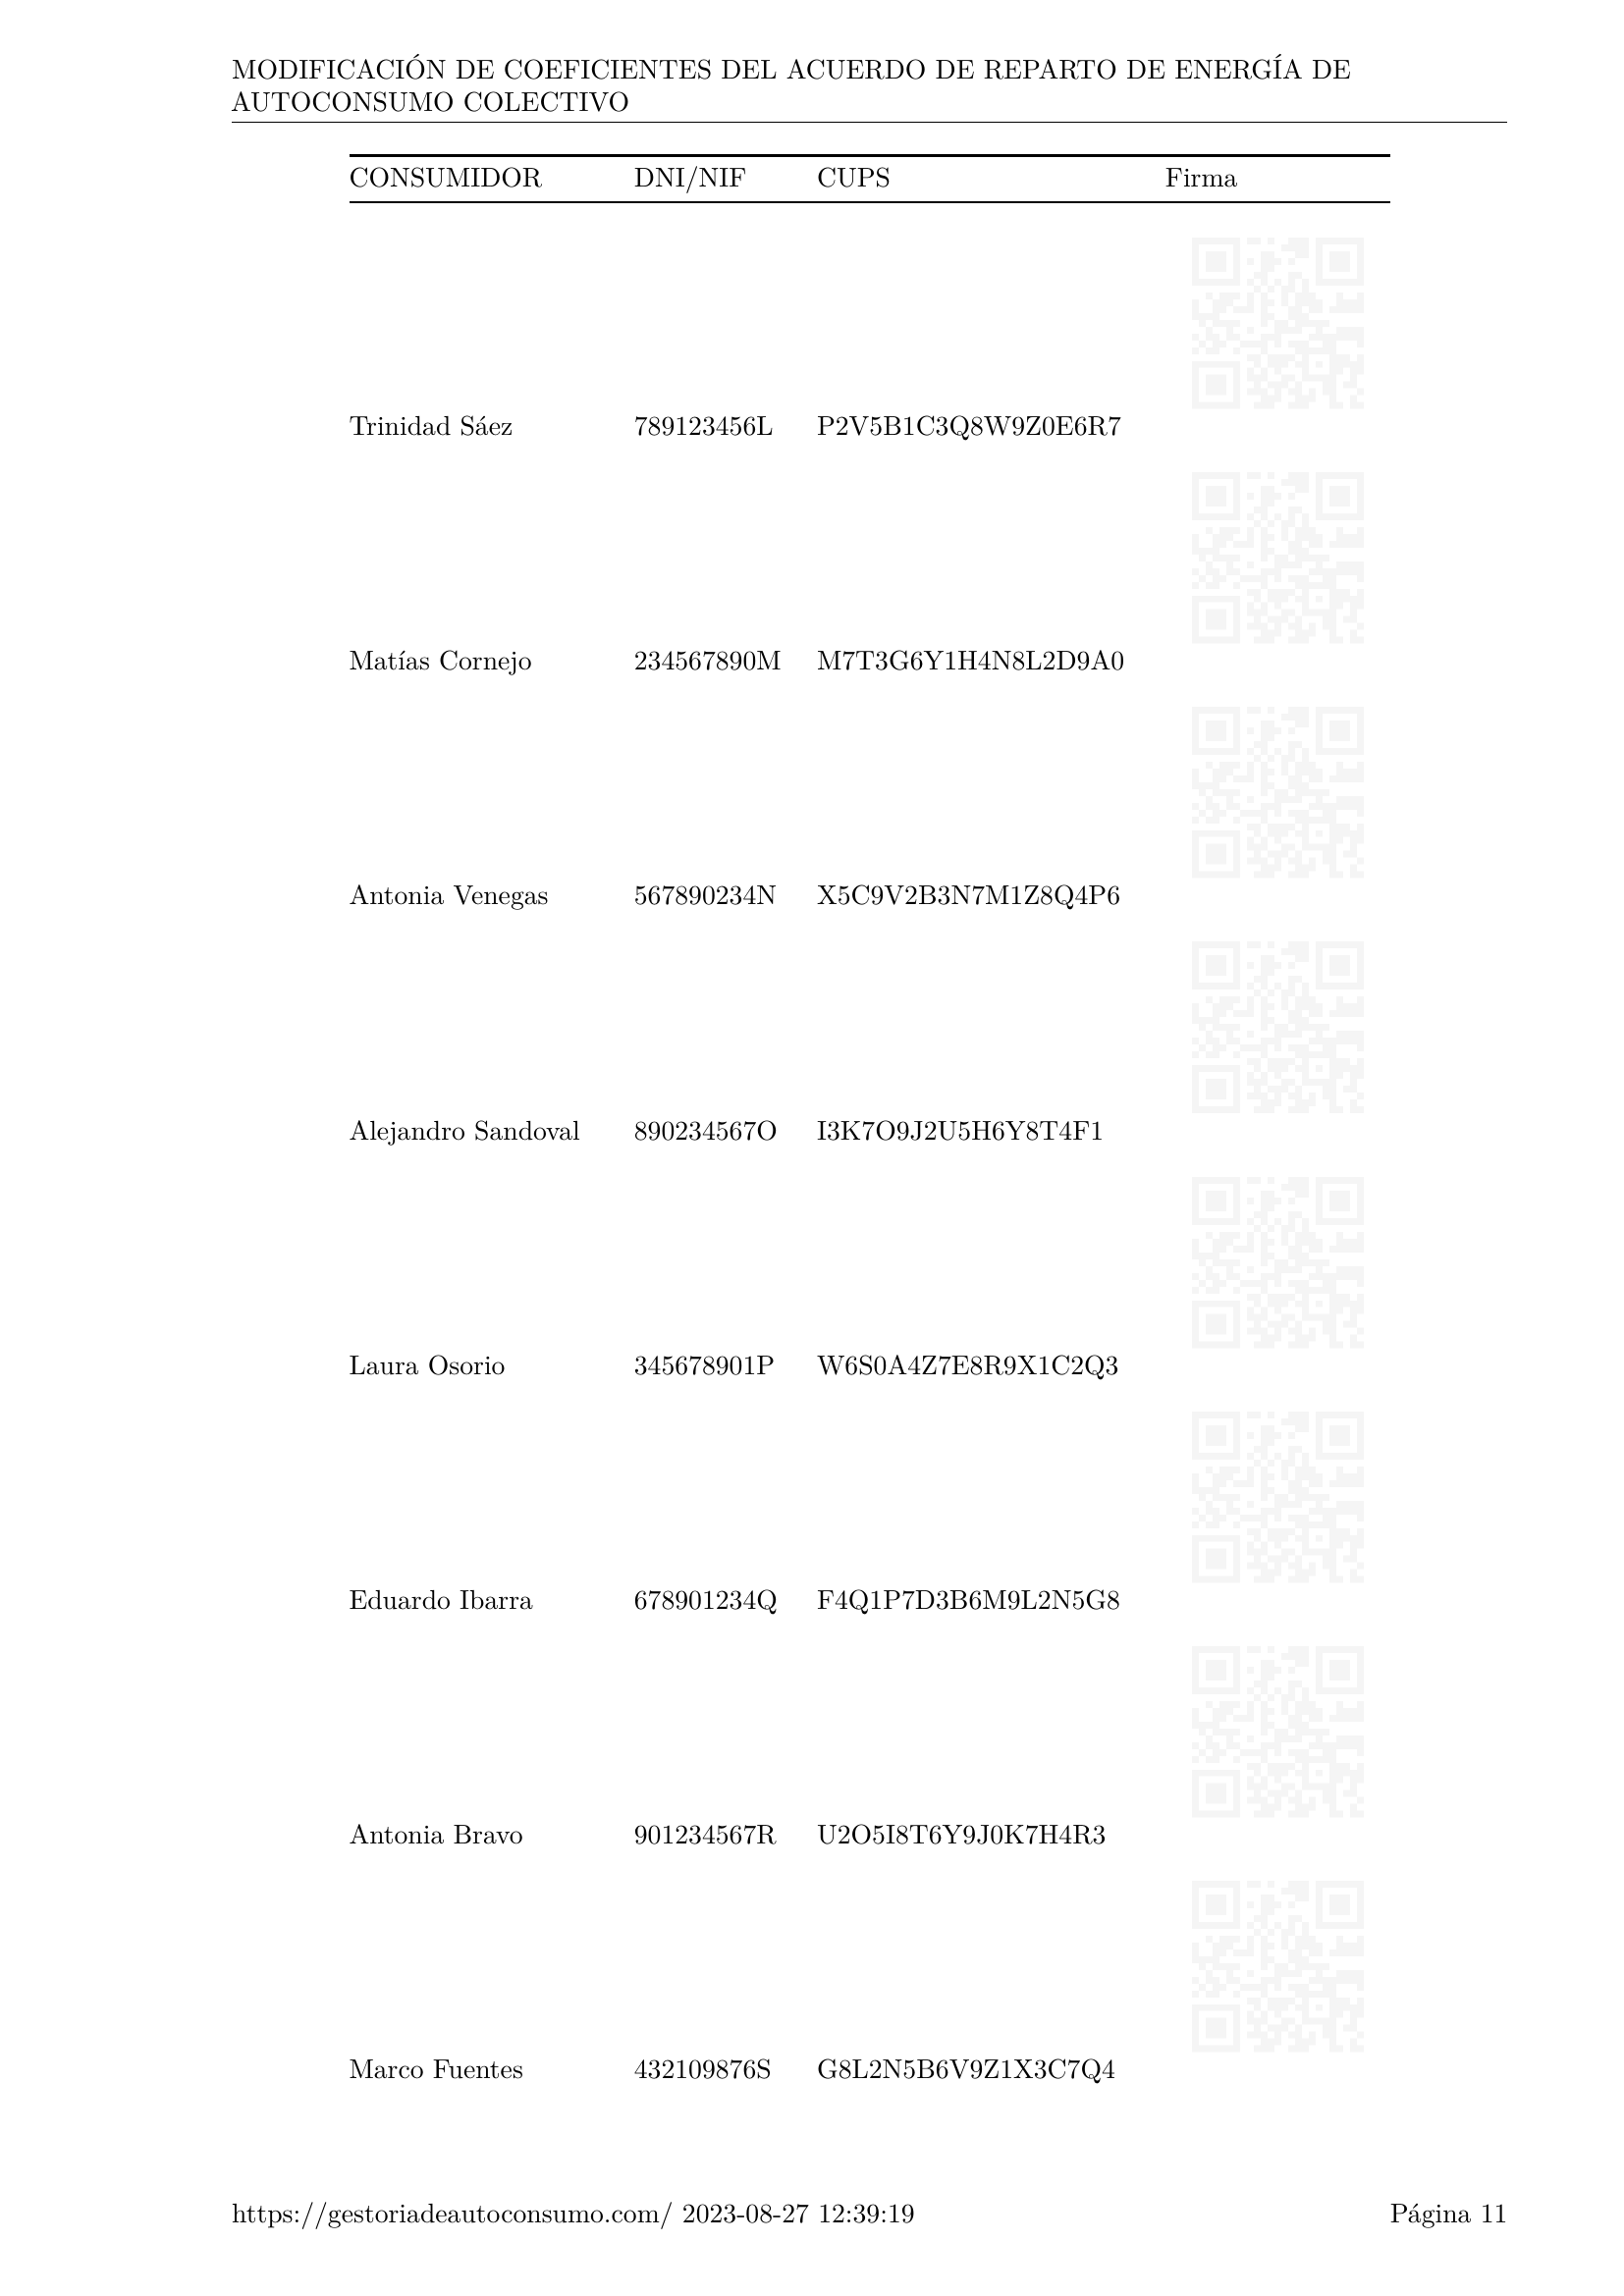 MODIFICACIÓN DE COEFICIENTES DEL ACUERDO DE REPARTO DE ENERGÍA DE
AUTOCONSUMO COLECTIVO
CONSUMIDOR DNI/NIF CUPS Firma
Trinidad Sáez 789123456L P2V5B1C3Q8W9Z0E6R7
Matías Cornejo 234567890M M7T3G6Y1H4N8L2D9A0
Antonia Venegas 567890234N X5C9V2B3N7M1Z8Q4P6
Alejandro Sandoval 890234567O I3K7O9J2U5H6Y8T4F1
Laura Osorio 345678901P W6S0A4Z7E8R9X1C2Q3
Eduardo Ibarra 678901234Q F4Q1P7D3B6M9L2N5G8
Antonia Bravo 901234567R U2O5I8T6Y9J0K7H4R3
Marco Fuentes 432109876S G8L2N5B6V9Z1X3C7Q4
https://gestoriadeautoconsumo.com/ 2023-08-27 12:39:19 Página 11